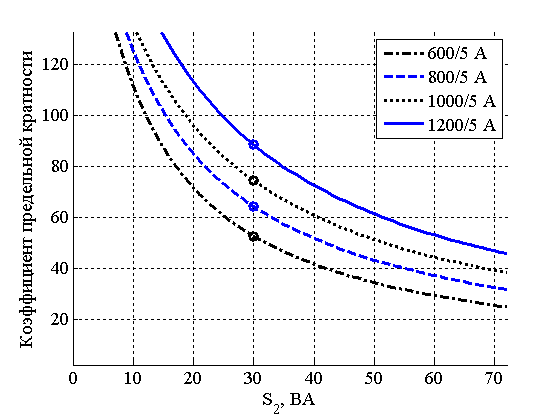 Коэффициент предельной кратности
120
100
80
60
40
20
0 10 20 30 40 50 60 70
S2, ВА
600/5 А
800/5 А
1000/5 А
1200/5 А